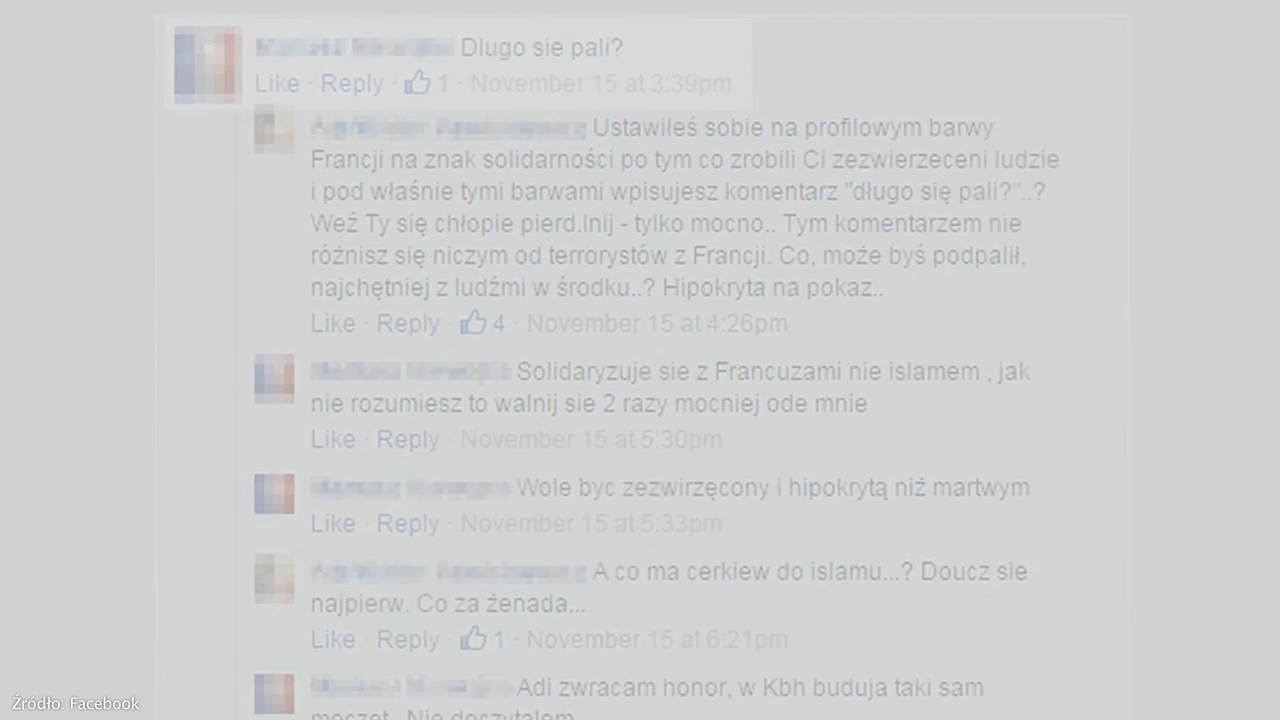 Dlugo sie pali?
Like · Reply · 1 · November 15 at 3:39pm
Ustawiłeś sobie na profilowym barwy
Francji na znak solidarności po tym co zrobili Ci zezwierzeceni ludzie
i pod właśnie tymi barwami wpisujesz komentarz "długo się pali?"..?
Weź Ty się chłopie pierd.lnij - tylko mocno.. Tym komentarzem nie
różnisz się niczym od terrorystów z Francji. Co, może byś podpalił,
najchętniej z ludźmi w środku..? Hipokryta na pokaz..
Like · Reply · 4 · November 15 at 4:26pm
Solidaryzuje sie z Francuzami nie islamem , jak
nie rozumiesz to walnij sie 2 razy mocniej ode mnie
Like · Reply · November 15 at 5:30pm
Wole byc zezwirzęcony i hipokrytą niż martwym
Like · Reply · November 15 at 5:33pm
A co ma cerkiew do islamu...? Doucz sie
najpierw. Co za żenada...
Like · Reply · 1 · November 15 at 6:21pm
Adi zwracam honor, w Kbh buduja taki sam
meczet . Nie doczytalem
Źródło: Facebook